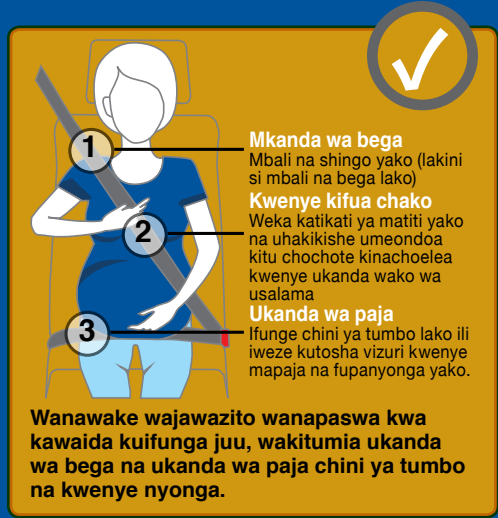 1
Mkanda wa bega
Mbali na shingo yako (lakini
si mbali na bega lako)
2
Kwenye kifua chako
Weka katikati ya matiti yako
na uhakikishe umeondoa
kitu chochote kinachoelea
kwenye ukanda wako wa
usalama
3
Ukanda wa paja
Ifunge chini ya tumbo lako ili
iweze kutosha vizuri kwenye
mapaja na fupanyonga yako.
Wanawake wajawazito wanapaswa kwa
kawaida kuifunga juu, wakitumia ukanda
wa bega na ukanda wa paja chini ya tumbo
na kwenye nyonga.